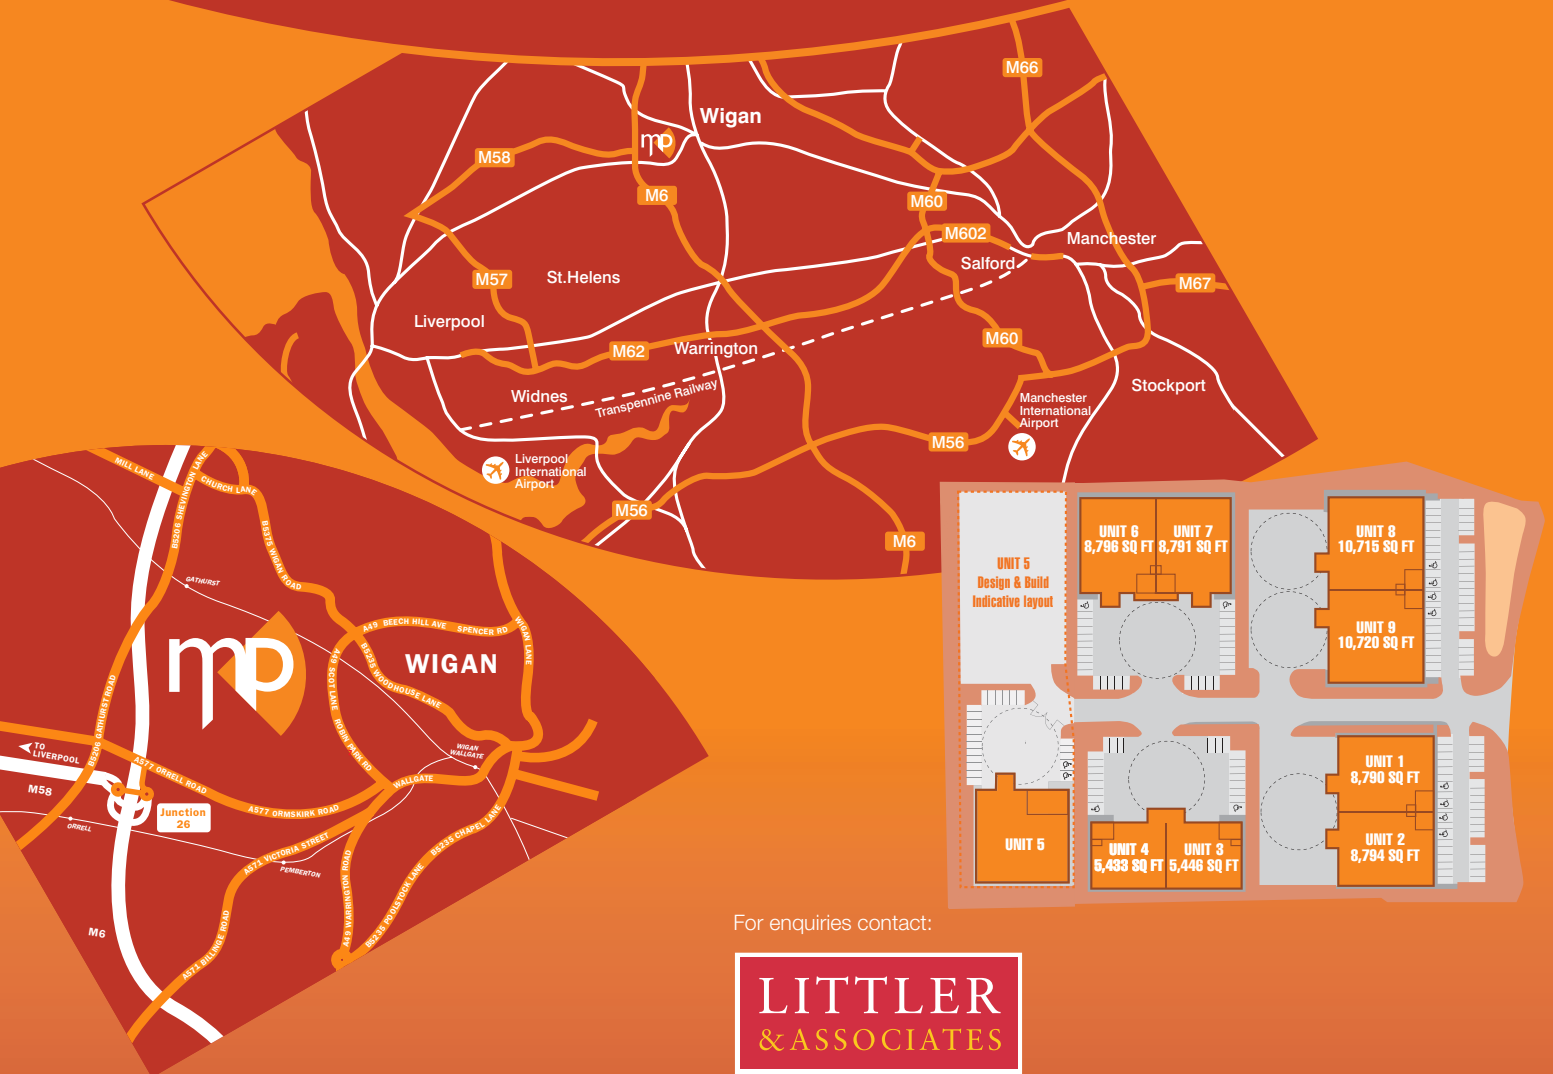 M66
Wigan
mp
M58
M6
M60
M602
Manchester
Salford
M57
St.Helens
M67
Liverpool
M60
M62
Warrington
Widnes
Transpennine Railway
Stockport
Manchester
International
Airport
M56
Liverpool
International
Airport
M56
M6
MILL LANE
B5206 SHEVINGTON LANE
CHURCH LANE
B5375 WIGAN ROAD
GATHURST
A49 BEECH HILL AVE SPENCER RD
WIGAN LANE
mp
WIGAN
B5235 WOODHOUSE LANE
A49 SCOT LANE ROBIN PARK RD
B5206 GATHURST ROAD
TO
LIVERPOOL
WIGAN
WALLGATE
A577 ORRELL ROAD
WALLGATE
M58
A577 ORMSKIRK ROAD
Junction
26
ORRELL
A571 VICTORIA STREET
PEMBERTON
B5235 CHAPEL LANE
A49 WARRINGTON ROAD
B5235 POOLSTOCK LANE
M6
A571 BILLINGE ROAD
UNIT 5
Design & Build
Indicative layout
UNIT 6
8,796 SQ FT
UNIT 7
8,791 SQ FT
UNIT 8
10,715 SQ FT
UNIT 9
10,720 SQ FT
UNIT 1
8,790 SQ FT
UNIT 2
8,794 SQ FT
UNIT 5
UNIT 4
5,433 SQ FT
UNIT 3
5,446 SQ FT
For enquiries contact:
LITTLER
& ASSOCIATES